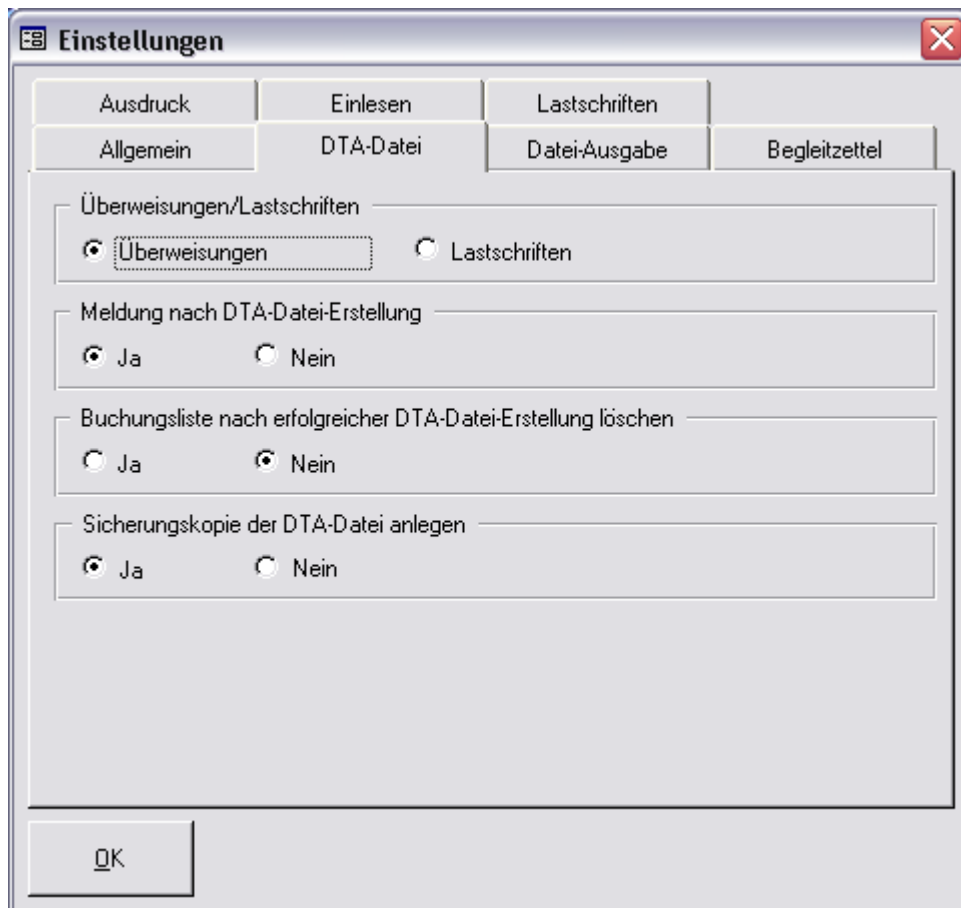 Einstellungen
Ausdruck Einlesen Lastschriften
Allgemein DTA-Datei Datei-Ausgabe Begleitzettel
Überweisungen/Lastschriften
Überweisungen Lastschriften
Meldung nach DTA-Datei-Erstellung
Ja Nein
Buchungsliste nach erfolgreicher DTA-Datei-Erstellung löschen
Ja Nein
Sicherungskopie der DTA-Datei anlegen
Ja Nein
OK